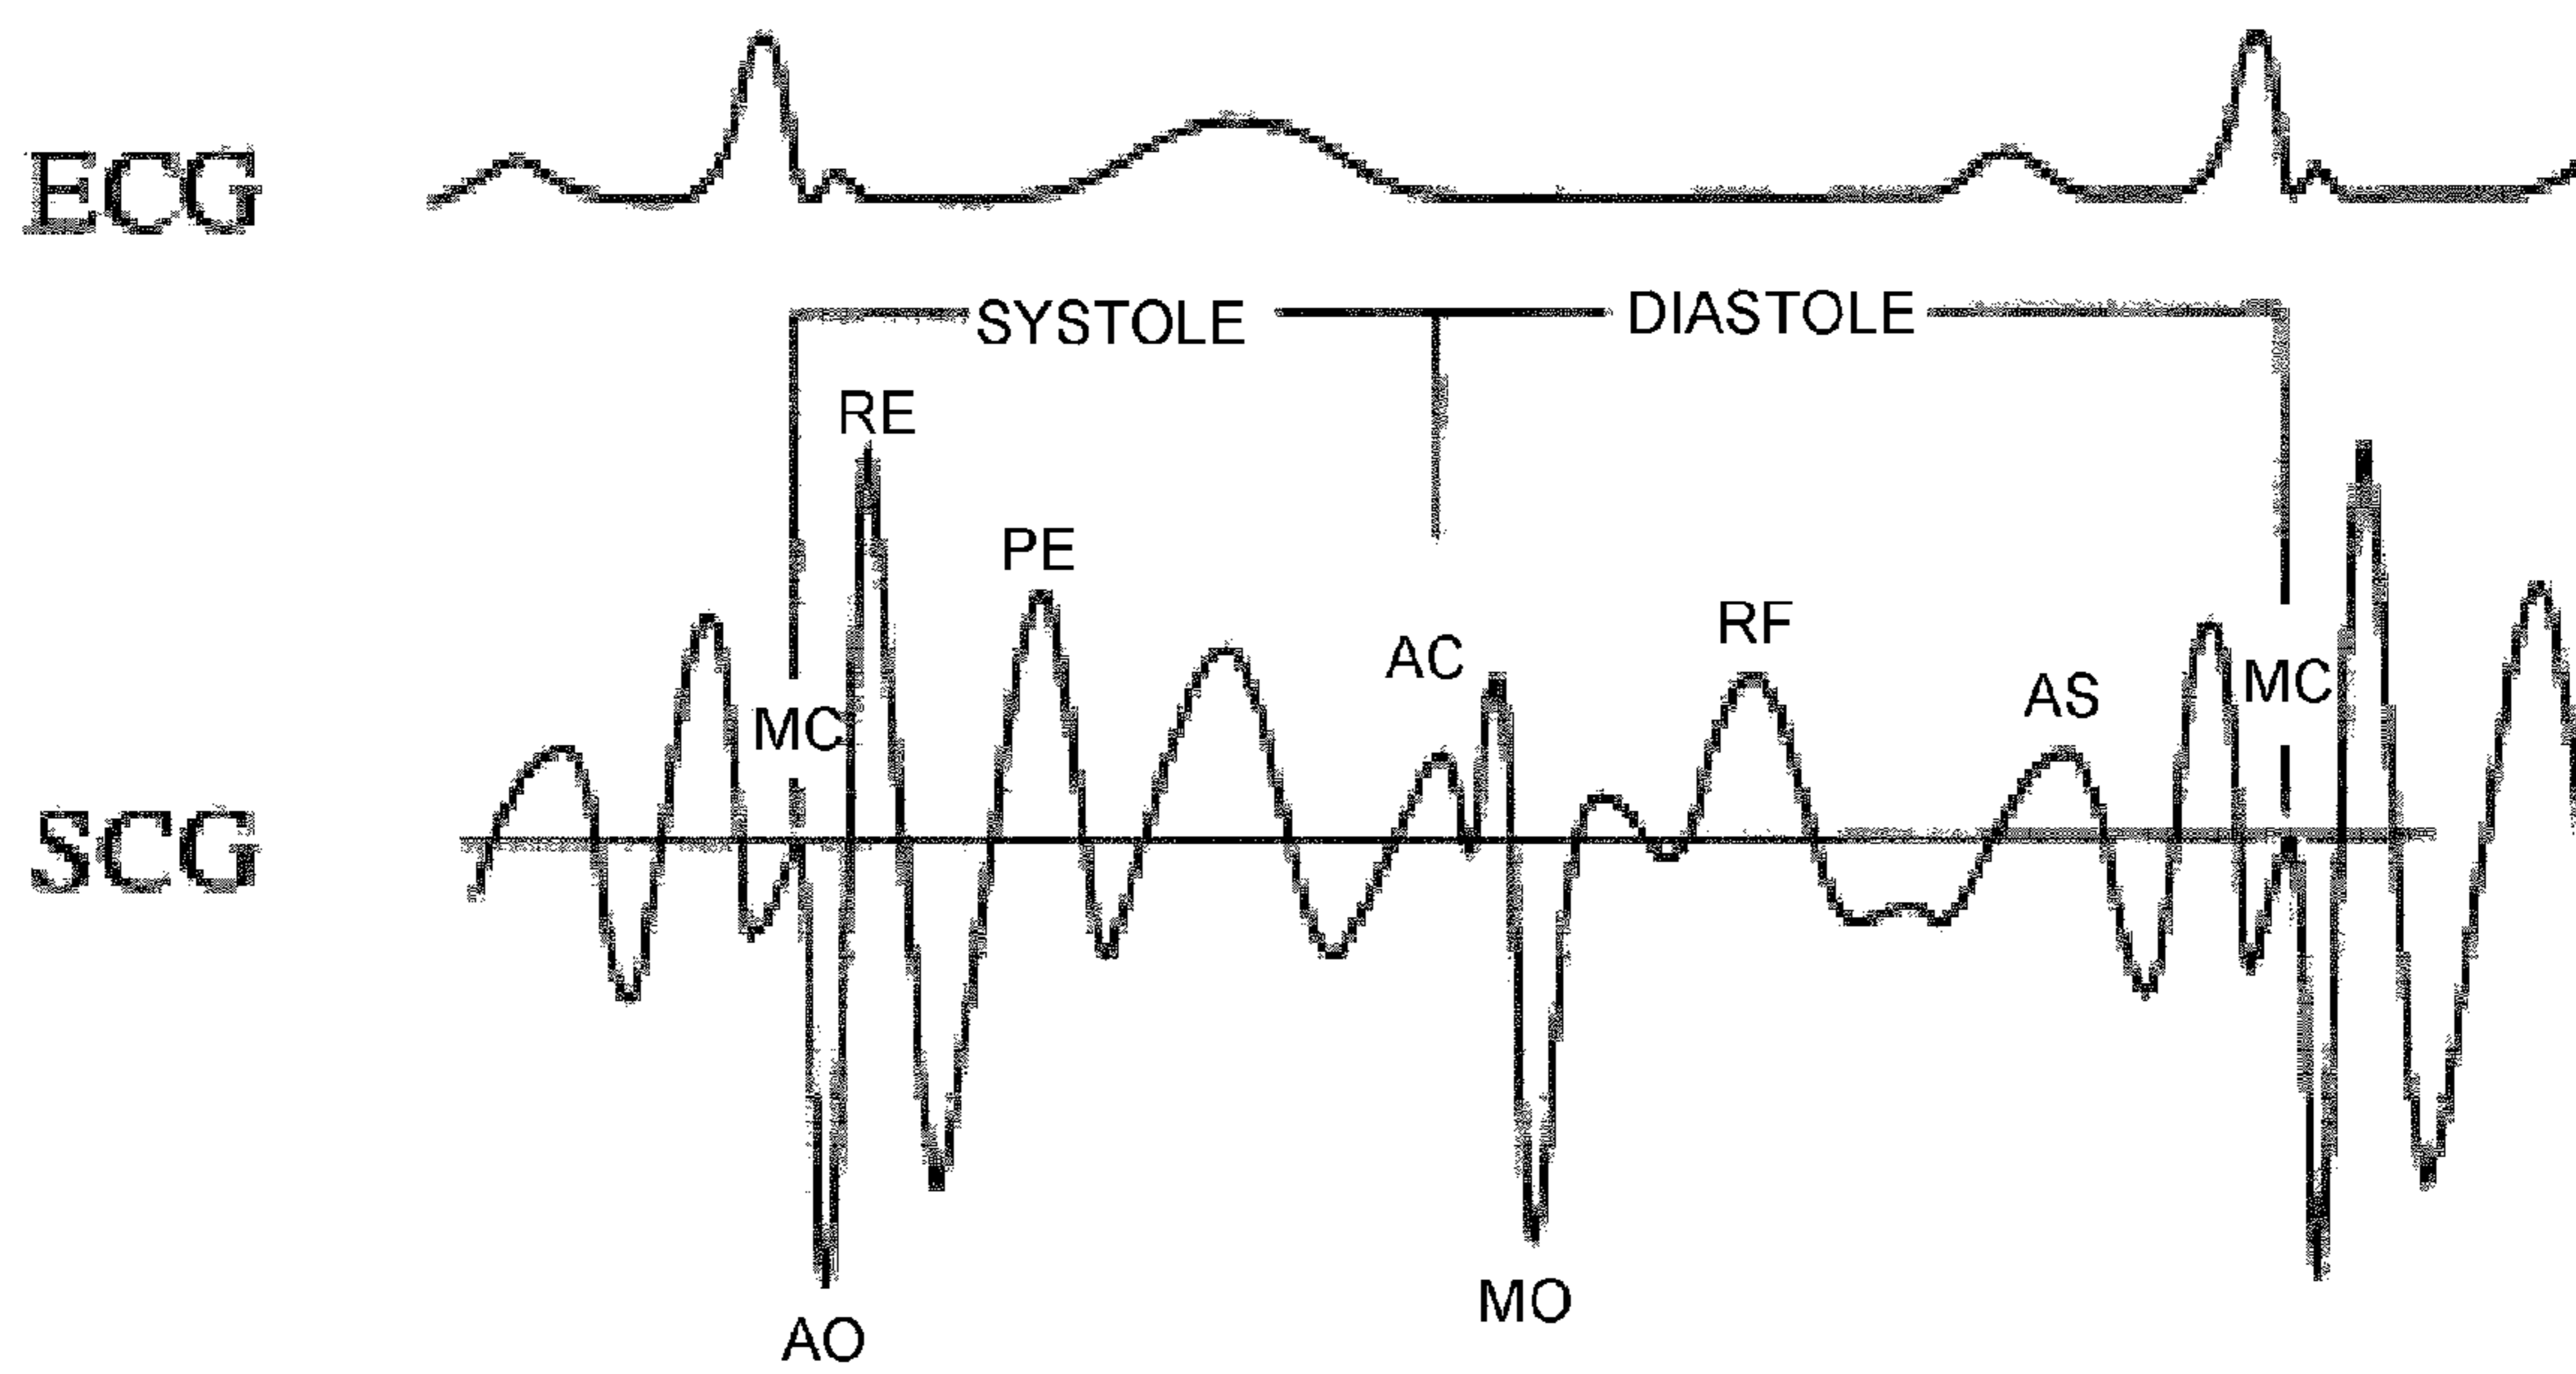 ECG
SYSTOLE DIASTOLE
RE
PE
RF
AC
AS
MC MC
SCG
MO
AO